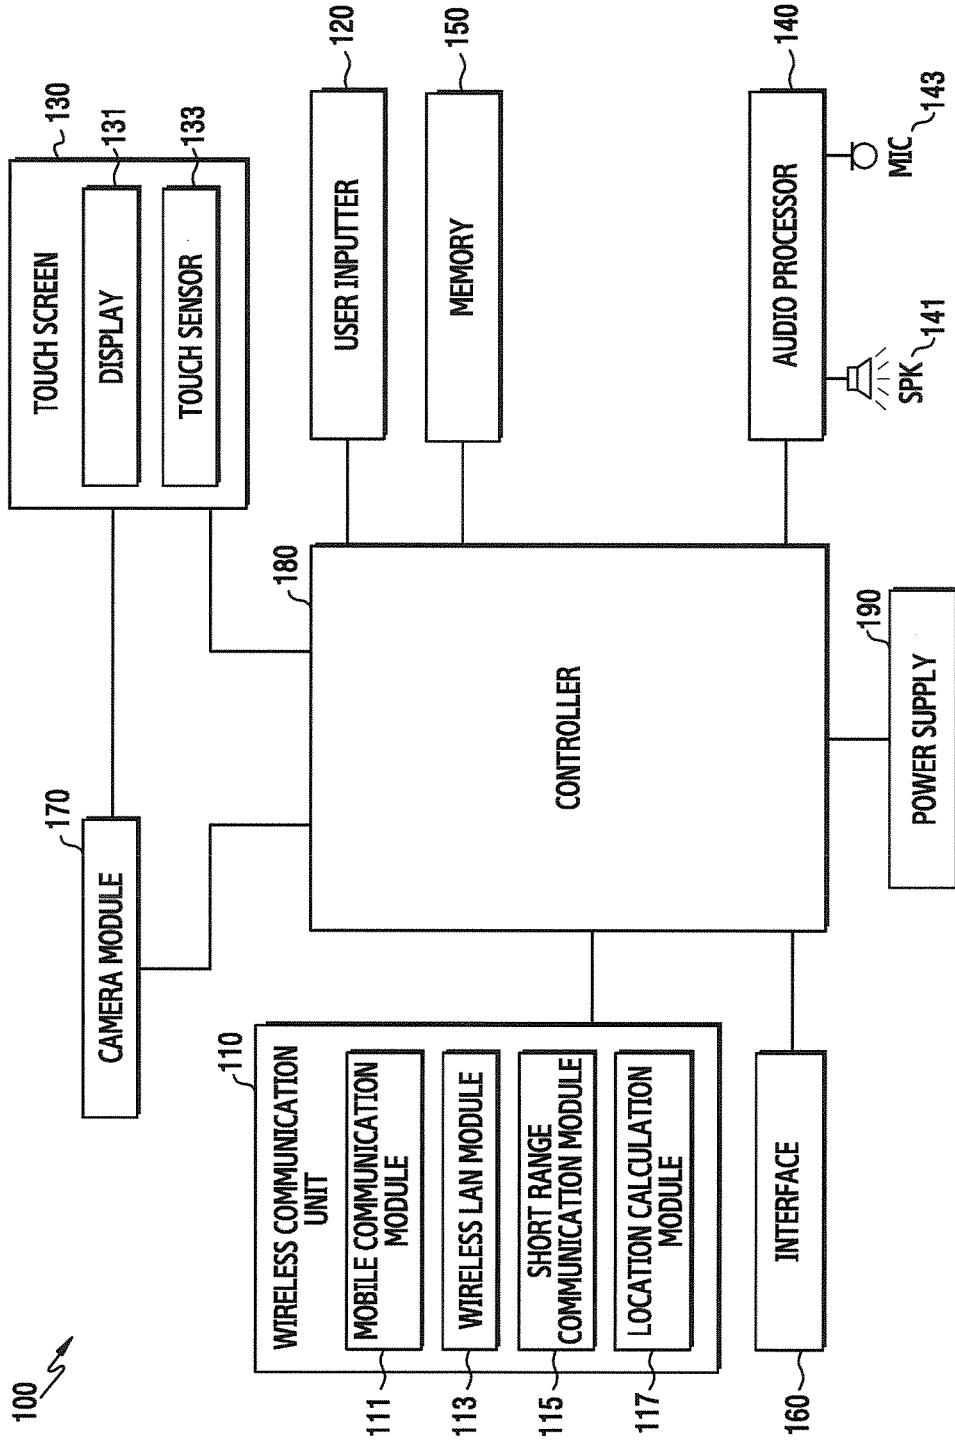 100
170
CAMERA MODULE
130
TOUCH SCREEN
DISPLAY
131
TOUCH SENSOR
133
110
WIRELESS COMMUNICATION
UNIT
111
MOBILE COMMUNICATION
MODULE
113
WIRELESS LAN MODULE
115
SHORT RANGE
COMMUNICATION MODULE
117
LOCATION CALCULATION
MODULE
160
INTERFACE
180
CONTROLLER
190
POWER SUPPLY
USER INPUTTER
120
MEMORY
150
AUDIO PROCESSOR
140
SPK
141
MIC
143